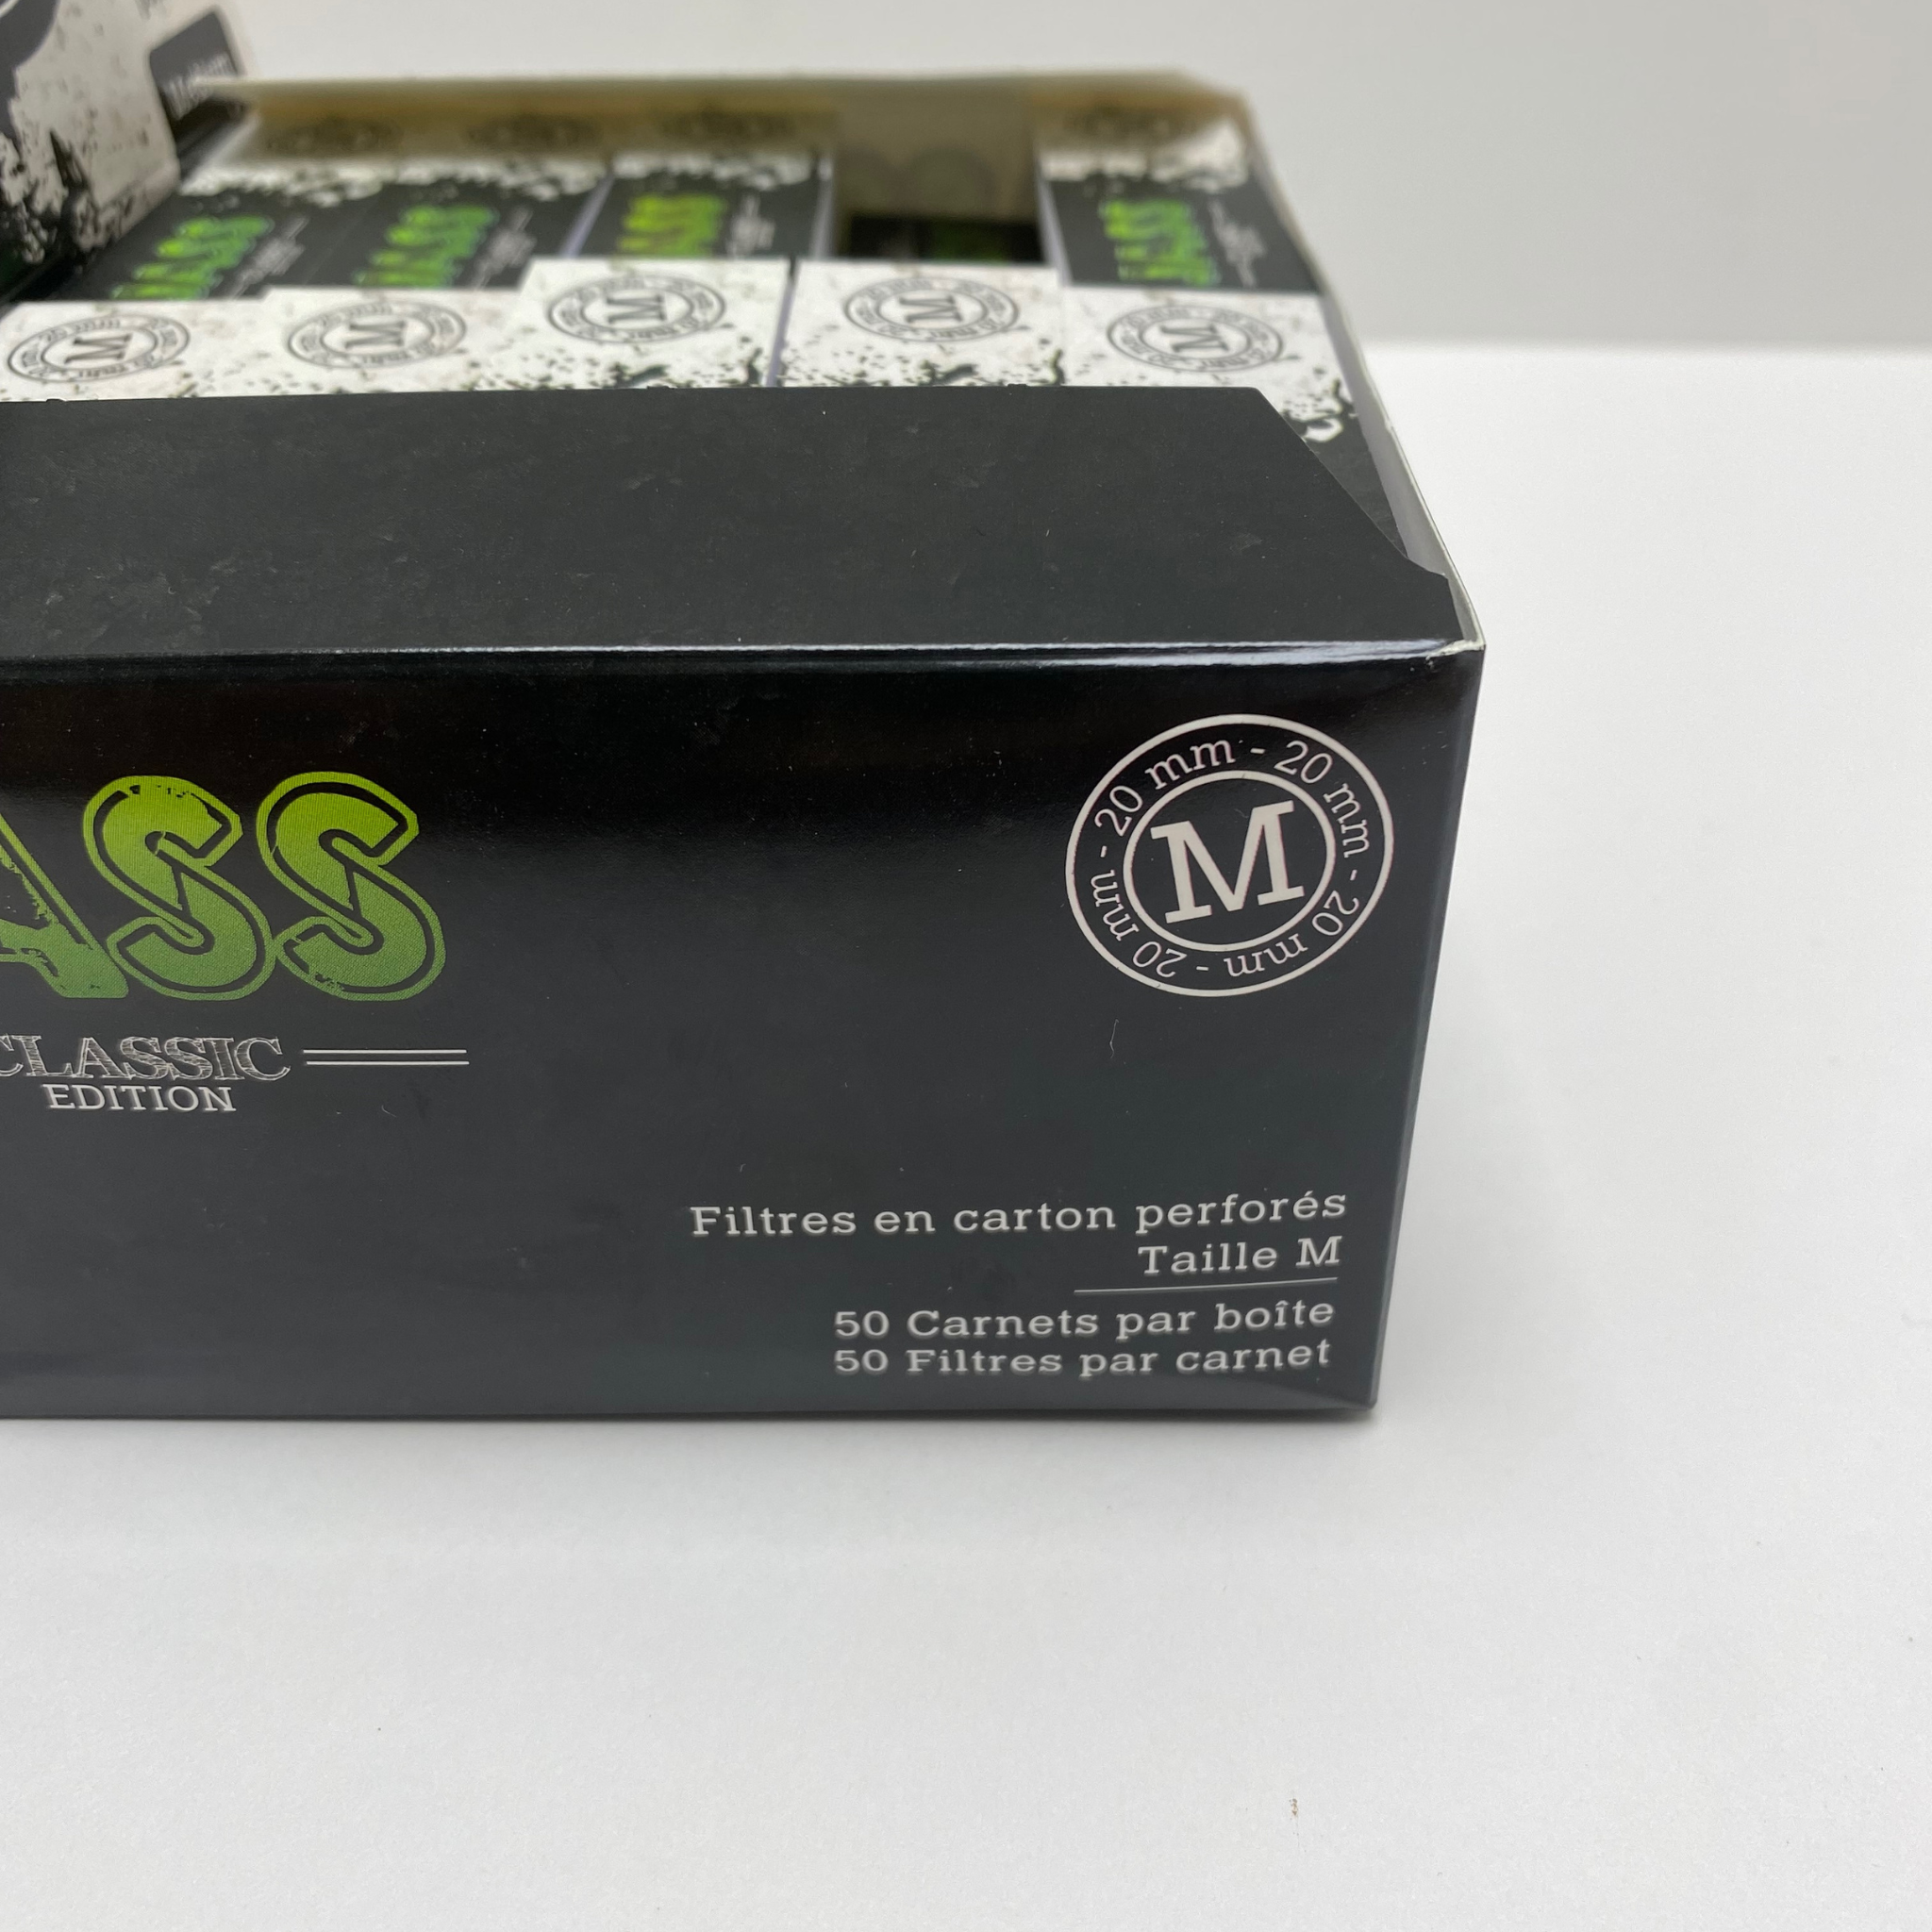 M
M
M
M
M
ASS
CLASSIC
EDITION
20 mm - 20 mm - 20 mm - 20 mm -
M
Filtres en carton perforés
Taille M
50 Carnets par boîte
50 Filtres par carnet